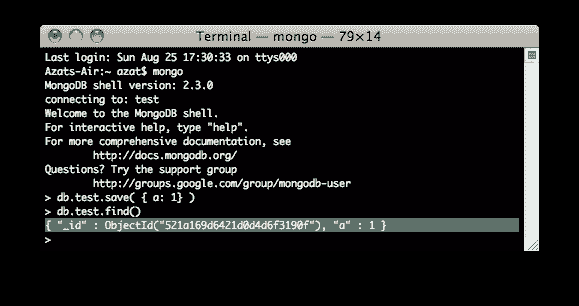 Terminal — mongo — 79×14
Last login: Sun Aug 25 17:30:33 on ttys000
Azats-Air:~ azat$ mongo
MongoDB shell version: 2.3.0
connecting to: test
Welcome to the MongoDB shell.
For interactive help, type "help".
For more comprehensive documentation, see
http://docs.mongodb.org/
Questions? Try the support group
http://groups.google.com/group/mongodb-user
> db.test.save( { a: 1} )
> db.test.find()
{ "_id" : ObjectId("521a169d6421d0d4d6f3190f"), "a" : 1 }
>